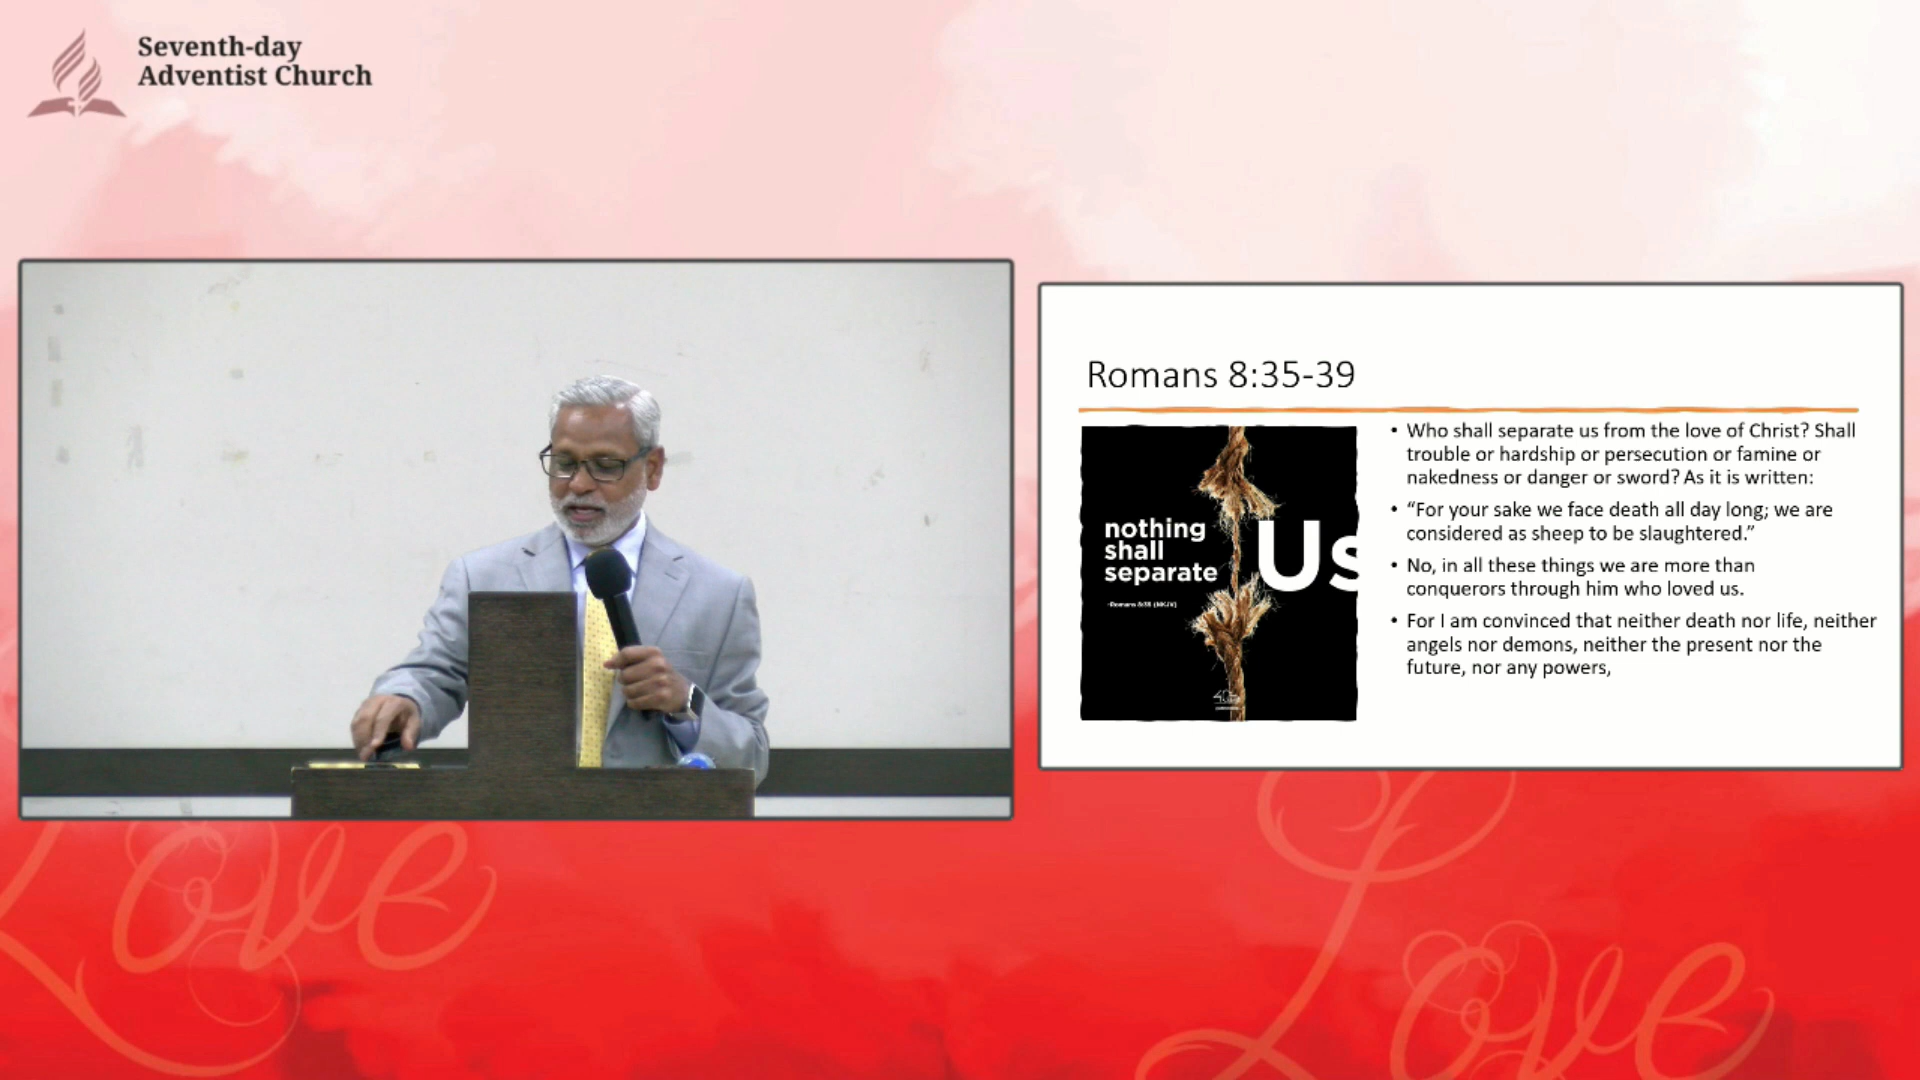 Seventh-day
Adventist Church
Romans 8:35-39
nothing
shall
separate
Us
-Romans 8:35 (NKJV)
• Who shall separate us from the love of Christ? Shall
trouble or hardship or persecution or famine or
nakedness or danger or sword? As it is written:
• “For your sake we face death all day long; we are
considered as sheep to be slaughtered.”
• No, in all these things we are more than
conquerors through him who loved us.
• For I am convinced that neither death nor life, neither
angels nor demons, neither the present nor the
future, nor any powers,
Love
Love